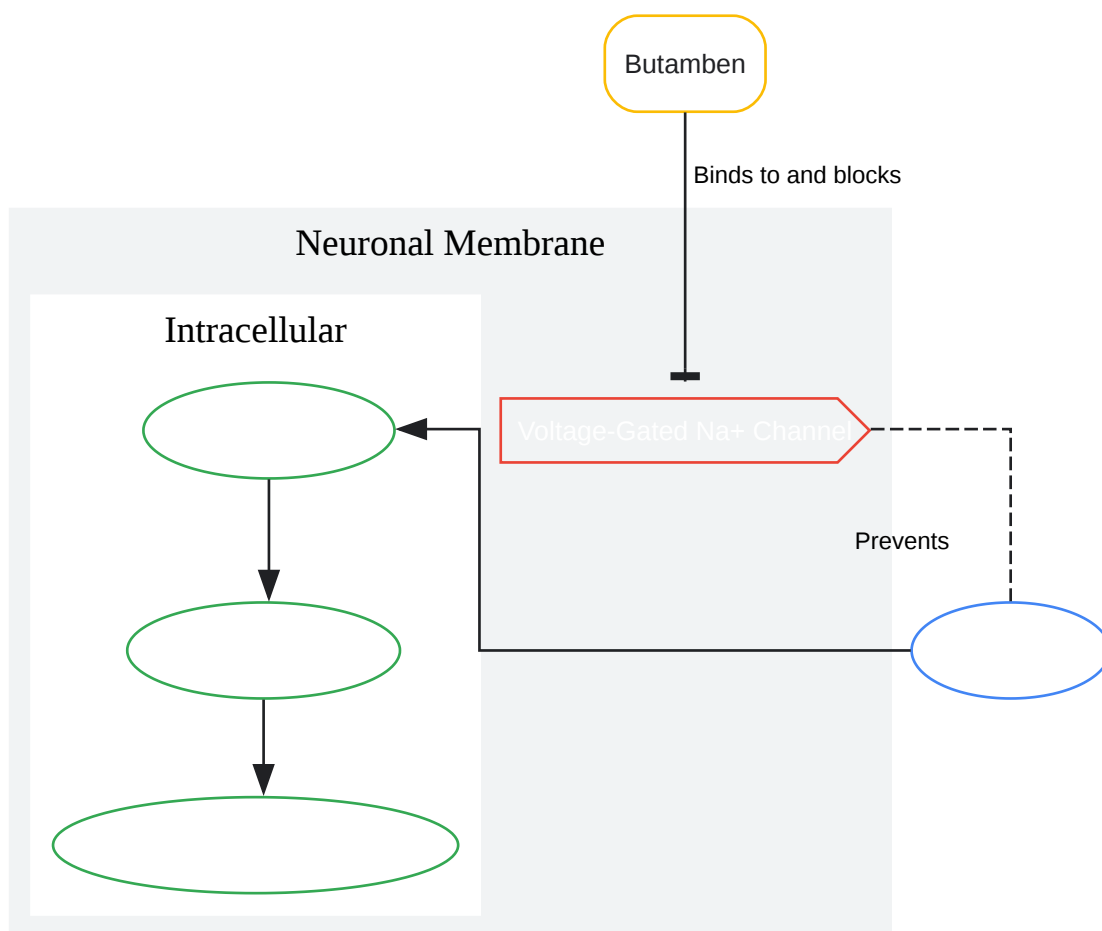 Butamben
Binds to and blocks
Neuronal Membrane
Intracellular
Voltage-Gated Na+ Channel
Prevents